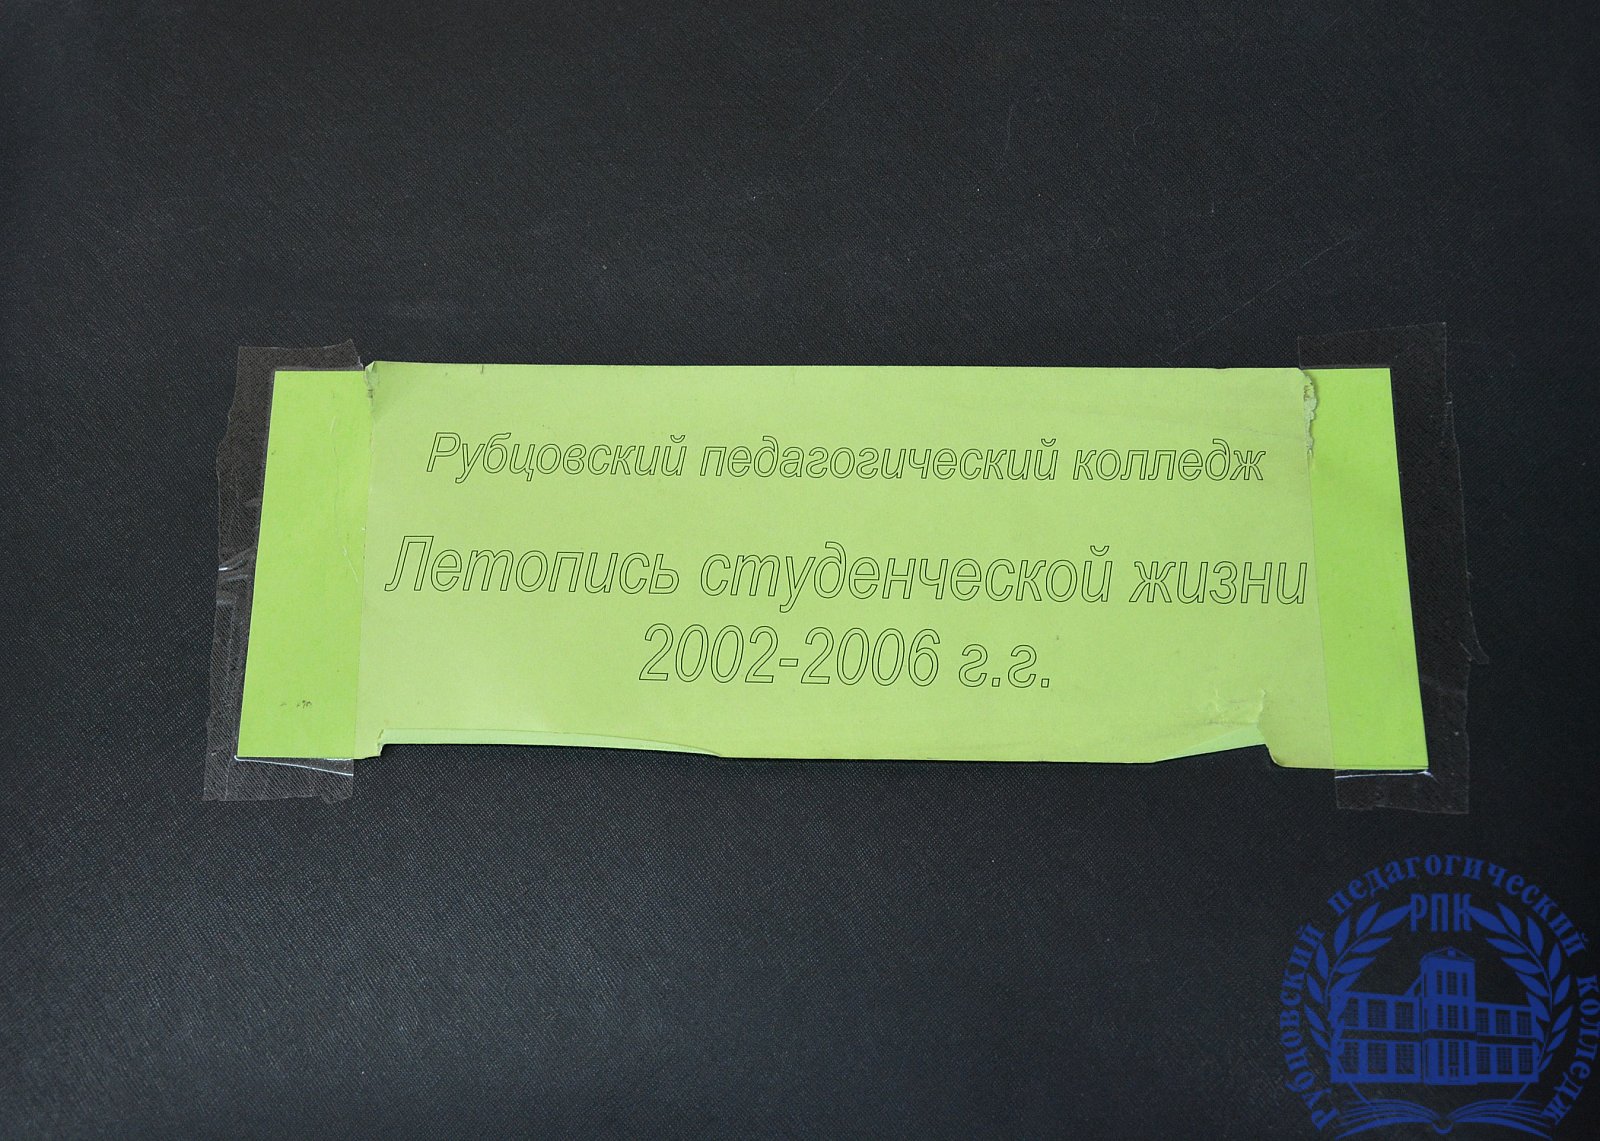 Рубцовский педагогический колледж
Летопись студенческой жизни
2002-2006 г.г.
Рубцовский педагогический колледж
РПК